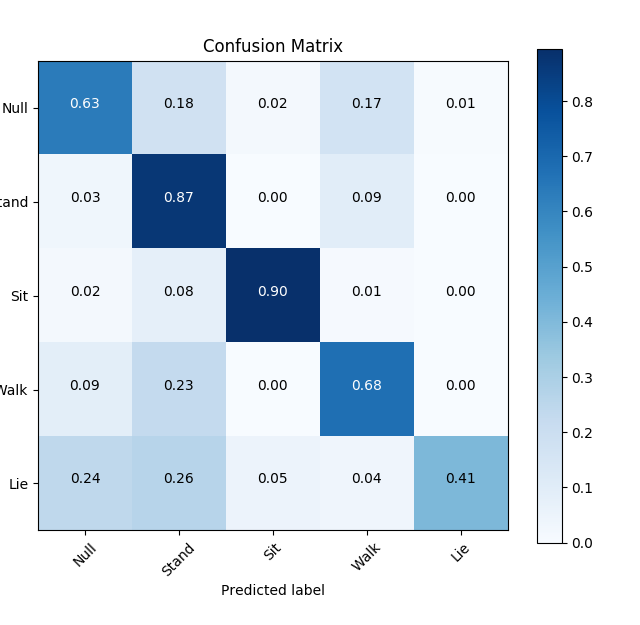 Confusion Matrix
Null 0.63 0.18 0.02 0.17 0.01
tand 0.03 0.87 0.00 0.09 0.00
Sit 0.02 0.08 0.90 0.01 0.00
Walk 0.09 0.23 0.00 0.68 0.00
Lie 0.24 0.26 0.05 0.04 0.41
Null Stand Sit Walk Lie
Predicted label
0.8
0.7
0.6
0.5
0.4
0.3
0.2
0.1
0.0